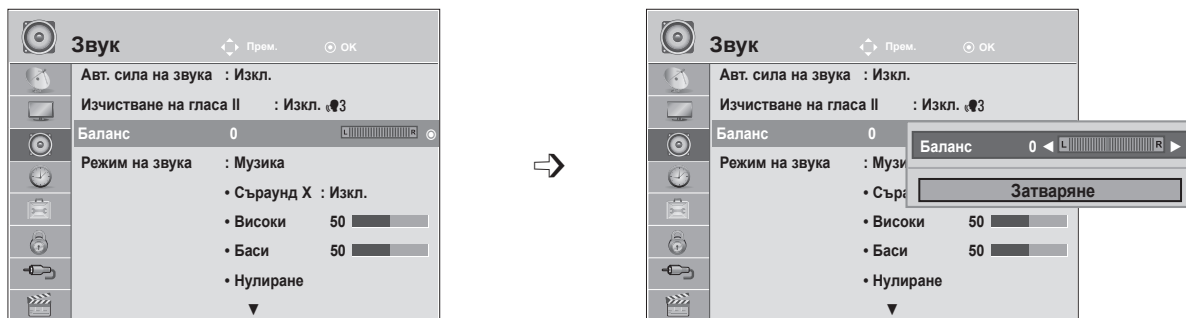 Звук Прем. OK
Авт. сила на звука : Изкл.
Изчистване на гласа II : Изкл. 3
Баланс 0 L R
Режим на звука : Музика
• Съраунд X : Изкл.
• Високи 50
• Баси 50
• Нулиране
▼
Звук Прем. OK
Авт. сила на звука : Изкл.
Изчистване на гласа II : Изкл. 3
Баланс 0
Режим на звука : Музи
• Съра
• Високи 50
• Баси 50
• Нулиране
▼
Баланс 0 ◄ L R ►
Затваряне